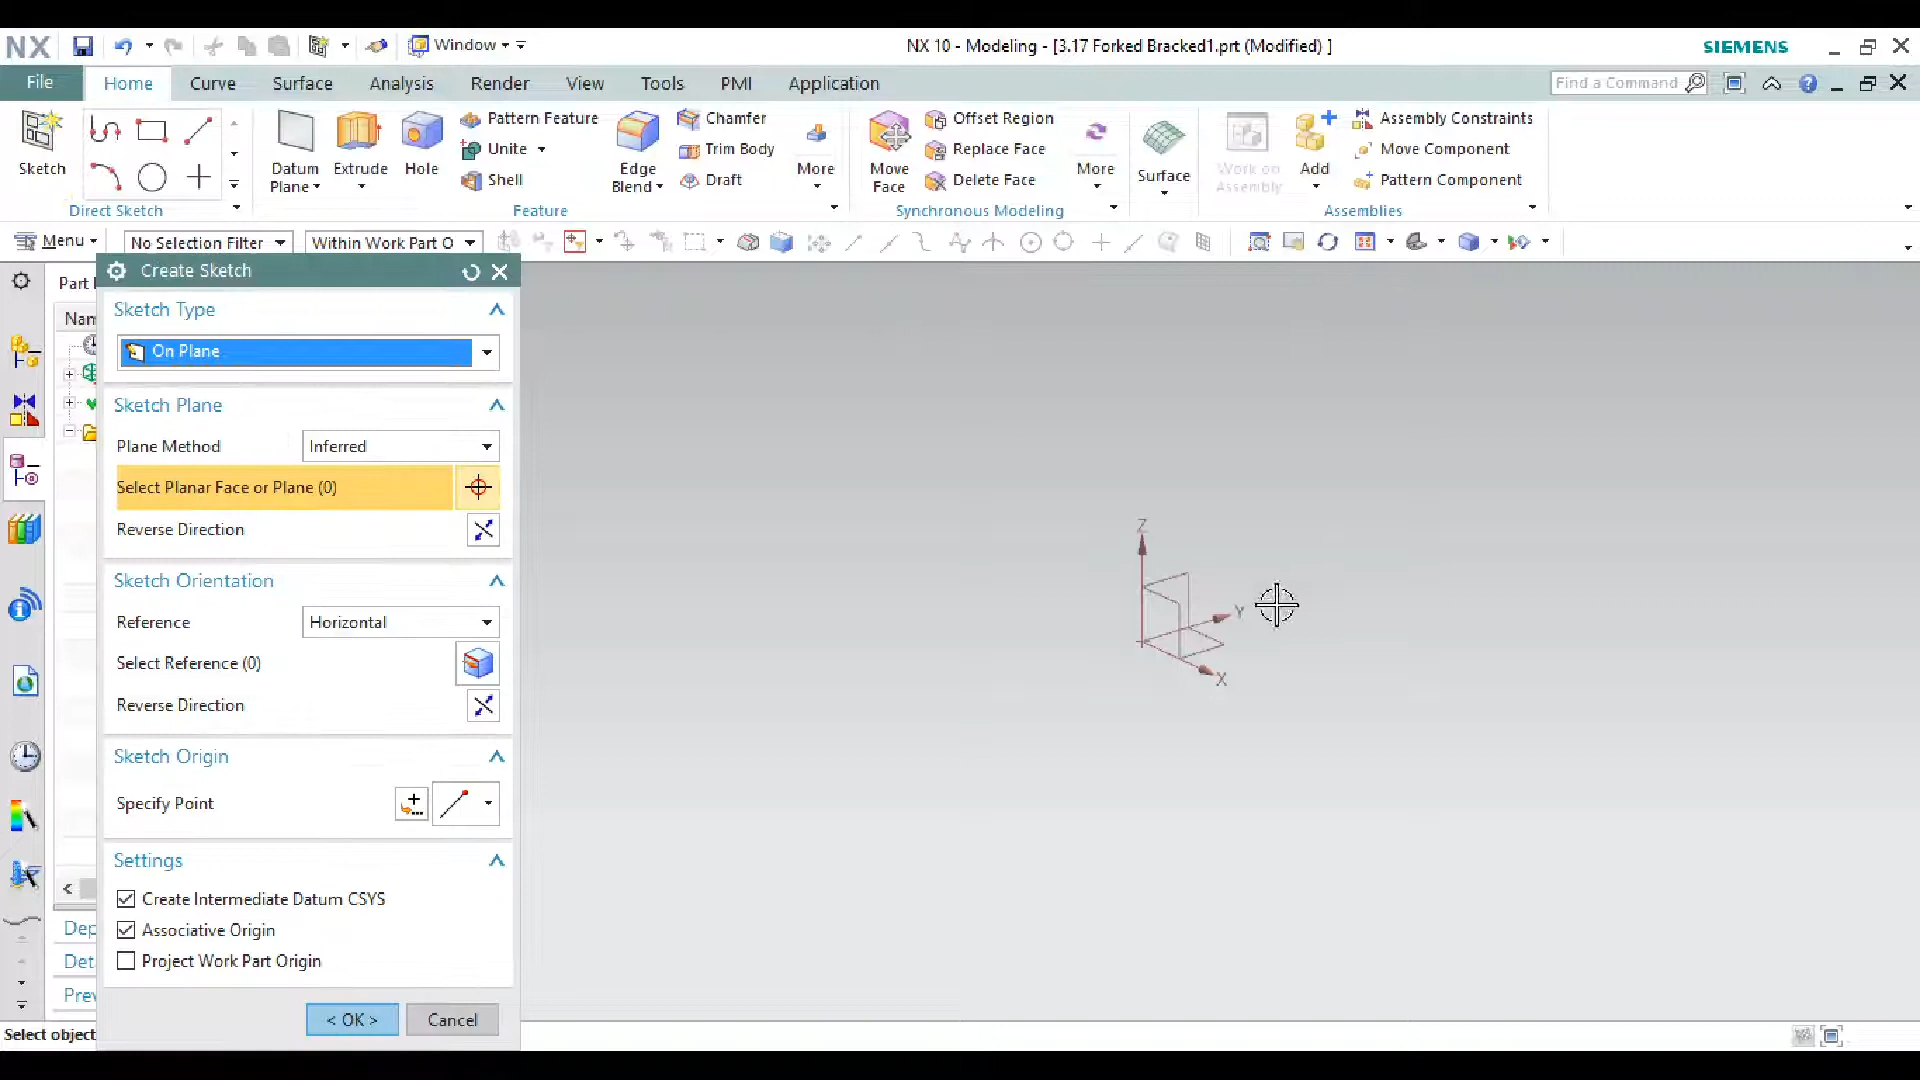 NX
Window
NX 10 - Modeling - [3.17 Forked Bracked1.prt (Modified) ]
SIEMENS
File
Home
Curve
Surface
Analysis
Render
View
Tools
PMI
Application
Find a Command
Sketch
Direct Sketch
Datum
Plane
Extrude
Hole
Pattern Feature
Unite
Shell
Edge
Blend
Chamfer
Trim Body
Draft
More
Feature
Move
Face
Offset Region
Replace Face
Delete Face
More
Synchronous Modeling
Surface
Work on
Assembly
Add
Assembly Constraints
Move Component
Pattern Component
Assemblies
Menu
No Selection Filter
Within Work Part O
Part
Nam
Create Sketch
Sketch Type
On Plane
Sketch Plane
Plane Method
Inferred
Select Planar Face or Plane (0)
Reverse Direction
Sketch Orientation
Reference
Horizontal
Select Reference (0)
Reverse Direction
Sketch Origin
Specify Point
Settings
Create Intermediate Datum CSYS
Associative Origin
Project Work Part Origin
< OK >
Cancel
Dep
Deta
Prev
Select object
Z
Y
X